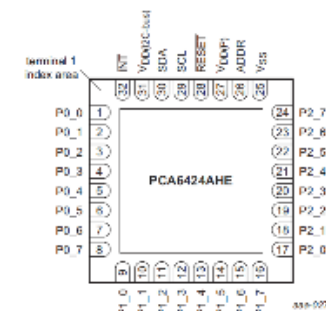 terminal 1
index area
INT
VDD(I2C-bus)
SDA
SCL
RESET
VDD(P)
ADDR
VSS
32
31
30
29
28
27
26
25
P0_0 1
P0_1 2
P0_2 3
P0_3 4
P0_4 5
P0_5 6
P0_6 7
P0_7 8
PCA6424AHE
24 P2_7
23 P2_6
22 P2_5
21 P2_4
20 P2_3
19 P2_2
18 P2_1
17 P2_0
9
10
11
12
13
14
15
16
P1_0
P1_1
P1_2
P1_3
P1_4
P1_5
P1_6
P1_7